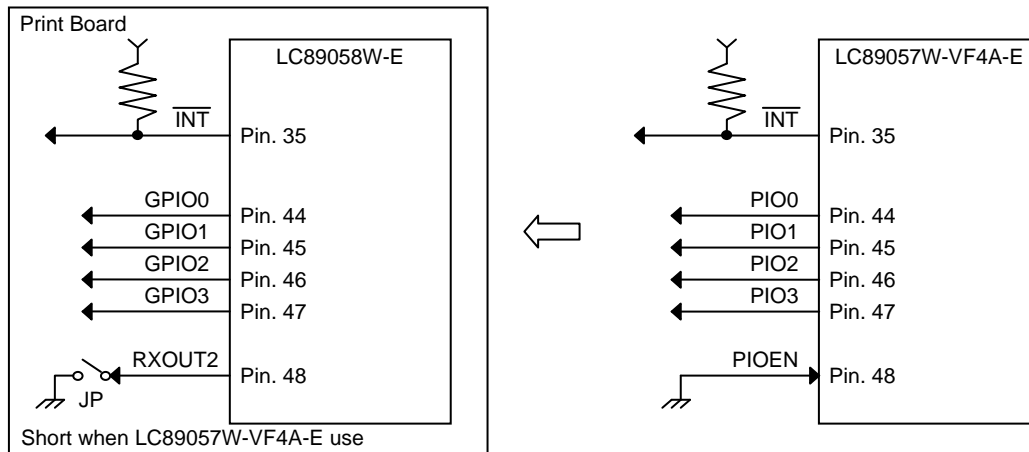 Print Board
LC89058W-E
INT
Pin. 35
GPIO0
Pin. 44
GPIO1
Pin. 45
GPIO2
Pin. 46
GPIO3
Pin. 47
RXOUT2
Pin. 48
JP
Short when LC89057W-VF4A-E use
LC89057W-VF4A-E
INT
Pin. 35
PIO0
Pin. 44
PIO1
Pin. 45
PIO2
Pin. 46
PIO3
Pin. 47
PIOEN
Pin. 48